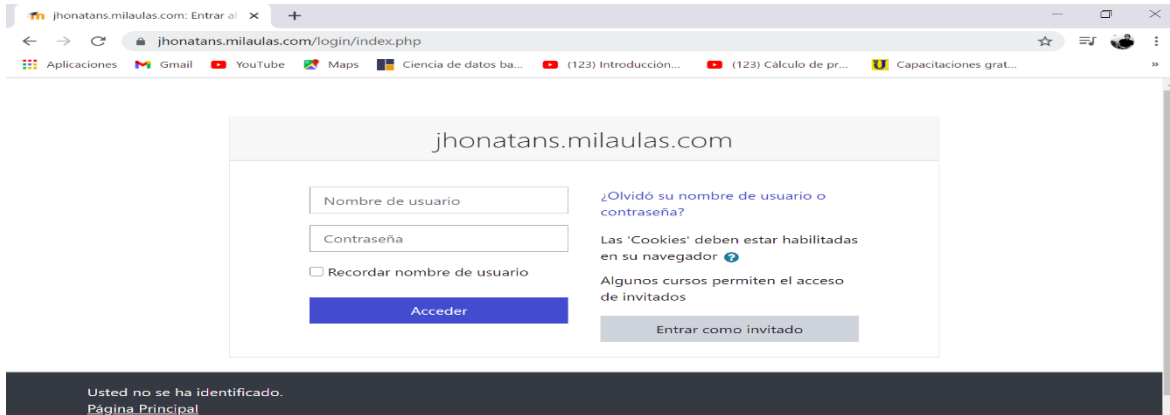 jhonatans.milaulas.com: Entrar al
jhonatans.milaulas.com/login/index.php
Aplicaciones Gmail YouTube Maps Ciencia de datos ba... (123) Introducción... (123) Cálculo de pr... Capacitaciones grat... »
jhonatans.milaulas.com
Nombre de usuario
Contraseña
Recordar nombre de usuario
Acceder
¿Olvidó su nombre de usuario o
contraseña?
Las 'Cookies' deben estar habilitadas
en su navegador
Algunos cursos permiten el acceso
de invitados
Entrar como invitado
Usted no se ha identificado.
Página Principal